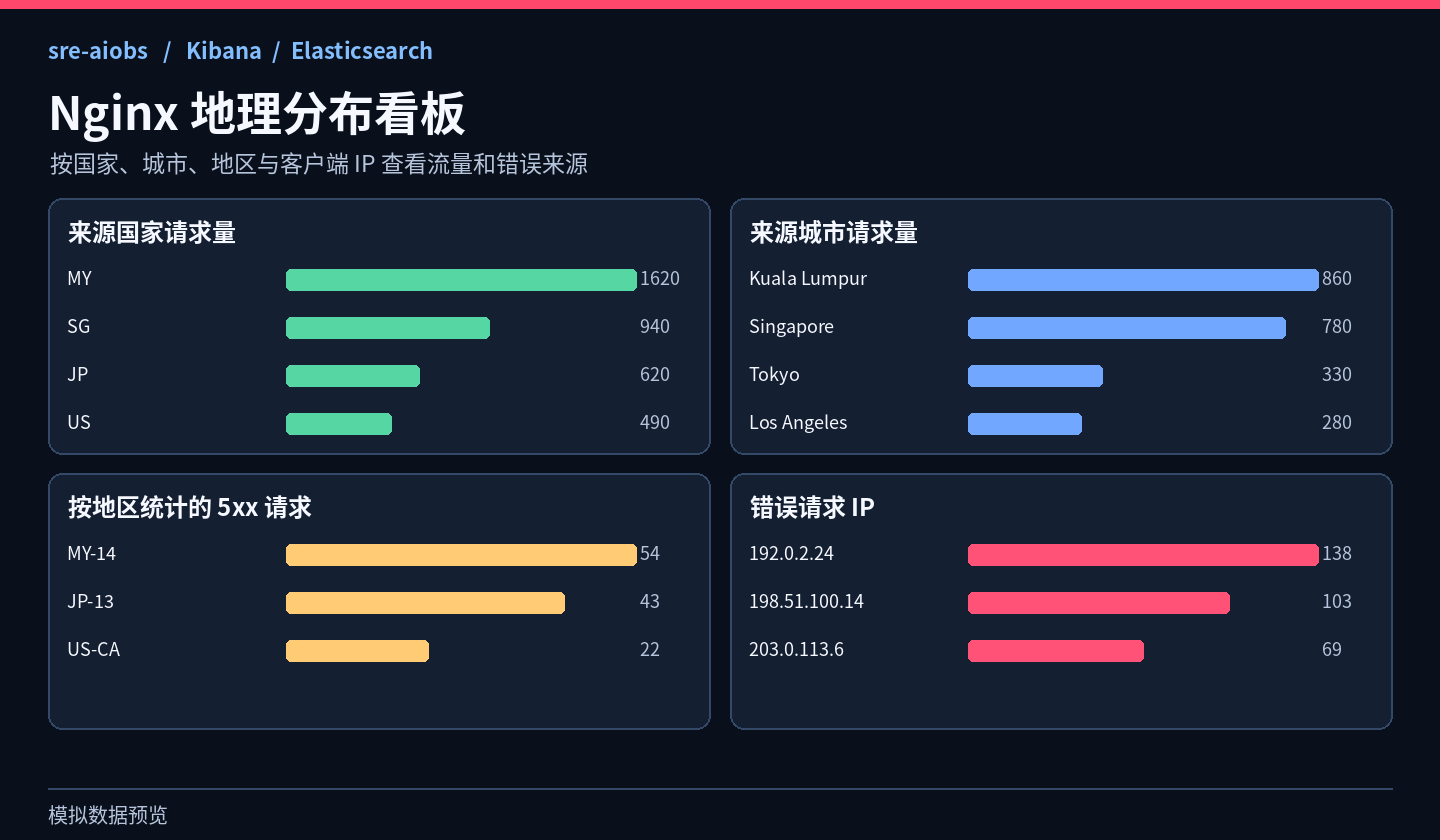 sre-aiobs / Kibana / Elasticsearch
Nginx 地理分布看板
按国家、城市、地区与客户端 IP 查看流量和错误来源
来源国家请求量
MY 1620
SG 940
JP 620
US 490
来源城市请求量
Kuala Lumpur 860
Singapore 780
Tokyo 330
Los Angeles 280
按地区统计的 5xx 请求
MY-14 54
JP-13 43
US-CA 22
错误请求 IP
192.0.2.24 138
198.51.100.14 103
203.0.113.6 69
模拟数据预览